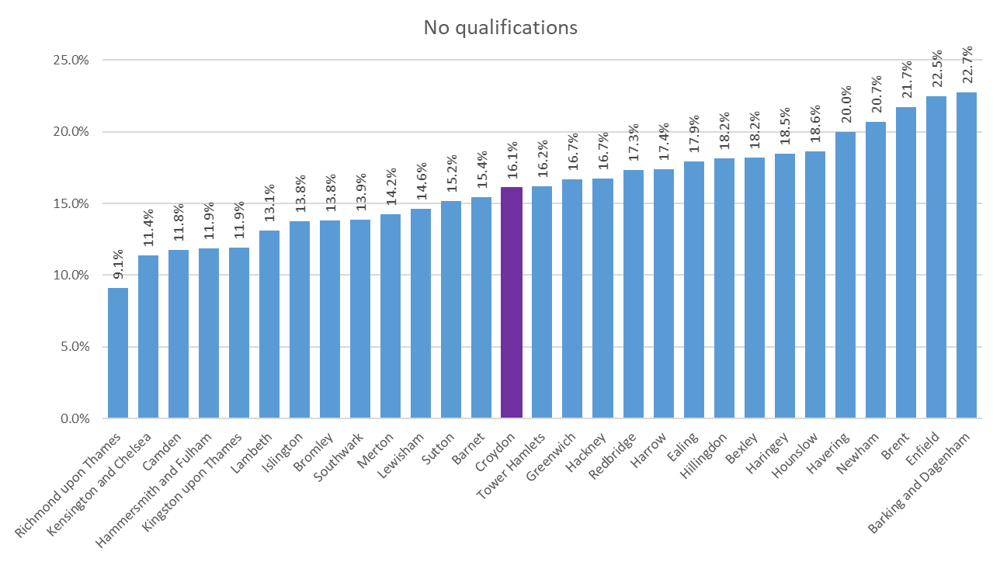 No qualifications
25.0%
20.0%
15.0%
10.0%
5.0%
0.0%
9.1%
11.4%
11.8%
11.9%
11.9%
13.1%
13.8%
13.8%
13.9%
14.2%
14.6%
15.2%
15.4%
16.1%
16.2%
16.7%
16.7%
17.3%
17.4%
17.9%
18.2%
18.2%
18.5%
18.6%
20.0%
20.7%
21.7%
22.5%
22.7%
Richmond upon Thames
Kensington and Chelsea
Camden
Hammersmith and Fulham
Kingston upon Thames
Lambeth
Islington
Bromley
Southwark
Merton
Lewisham
Sutton
Barnet
Croydon
Tower Hamlets
Greenwich
Hackney
Redbridge
Harrow
Ealing
Hillingdon
Bexley
Haringey
Hounslow
Havering
Newham
Brent
Enfield
Barking and Dagenham